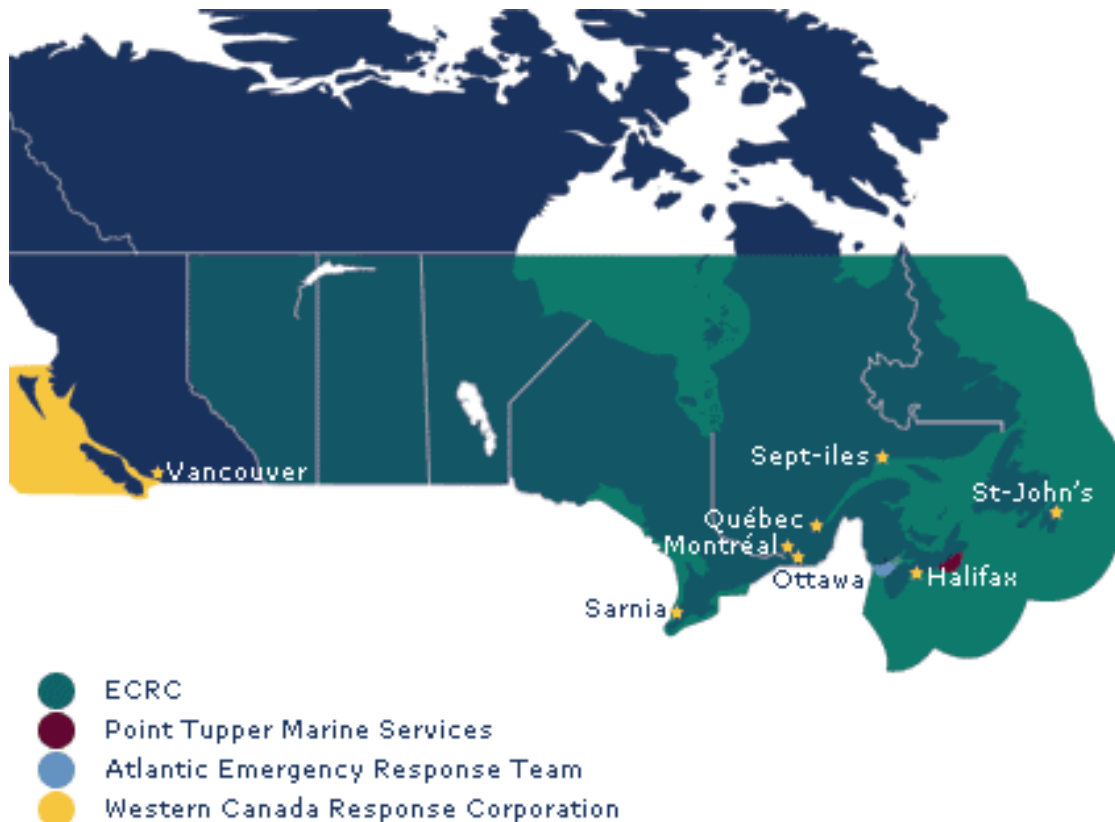 Vancouver
Sept-iles
St-John's
Québec
Montréal
Ottawa
Halifax
Sarnia
ECRC
Point Tupper Marine Services
Atlantic Emergency Response Team
Western Canada Response Corporation